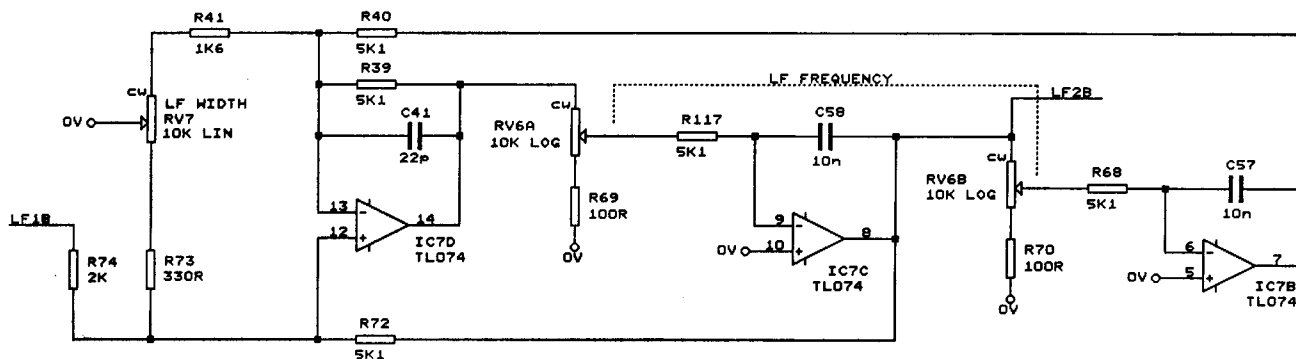 R41
1K6
R40
5K1
R39
5K1
C41
22p
CW
LF WIDTH
RV7
10K LIN
0V
LF1B
R74
2K
R73
330R
13
12
14
IC7D
TL074
R72
5K1
CW
RV6A
10K LOG
R69
100R
0V
LF FREQUENCY
R117
5K1
C58
10n
9
10
8
0V
IC7C
TL074
LF2B
CW
RV6B
10K LOG
R70
100R
0V
R68
5K1
C57
10n
6
5
7
0V
IC7B
TL074